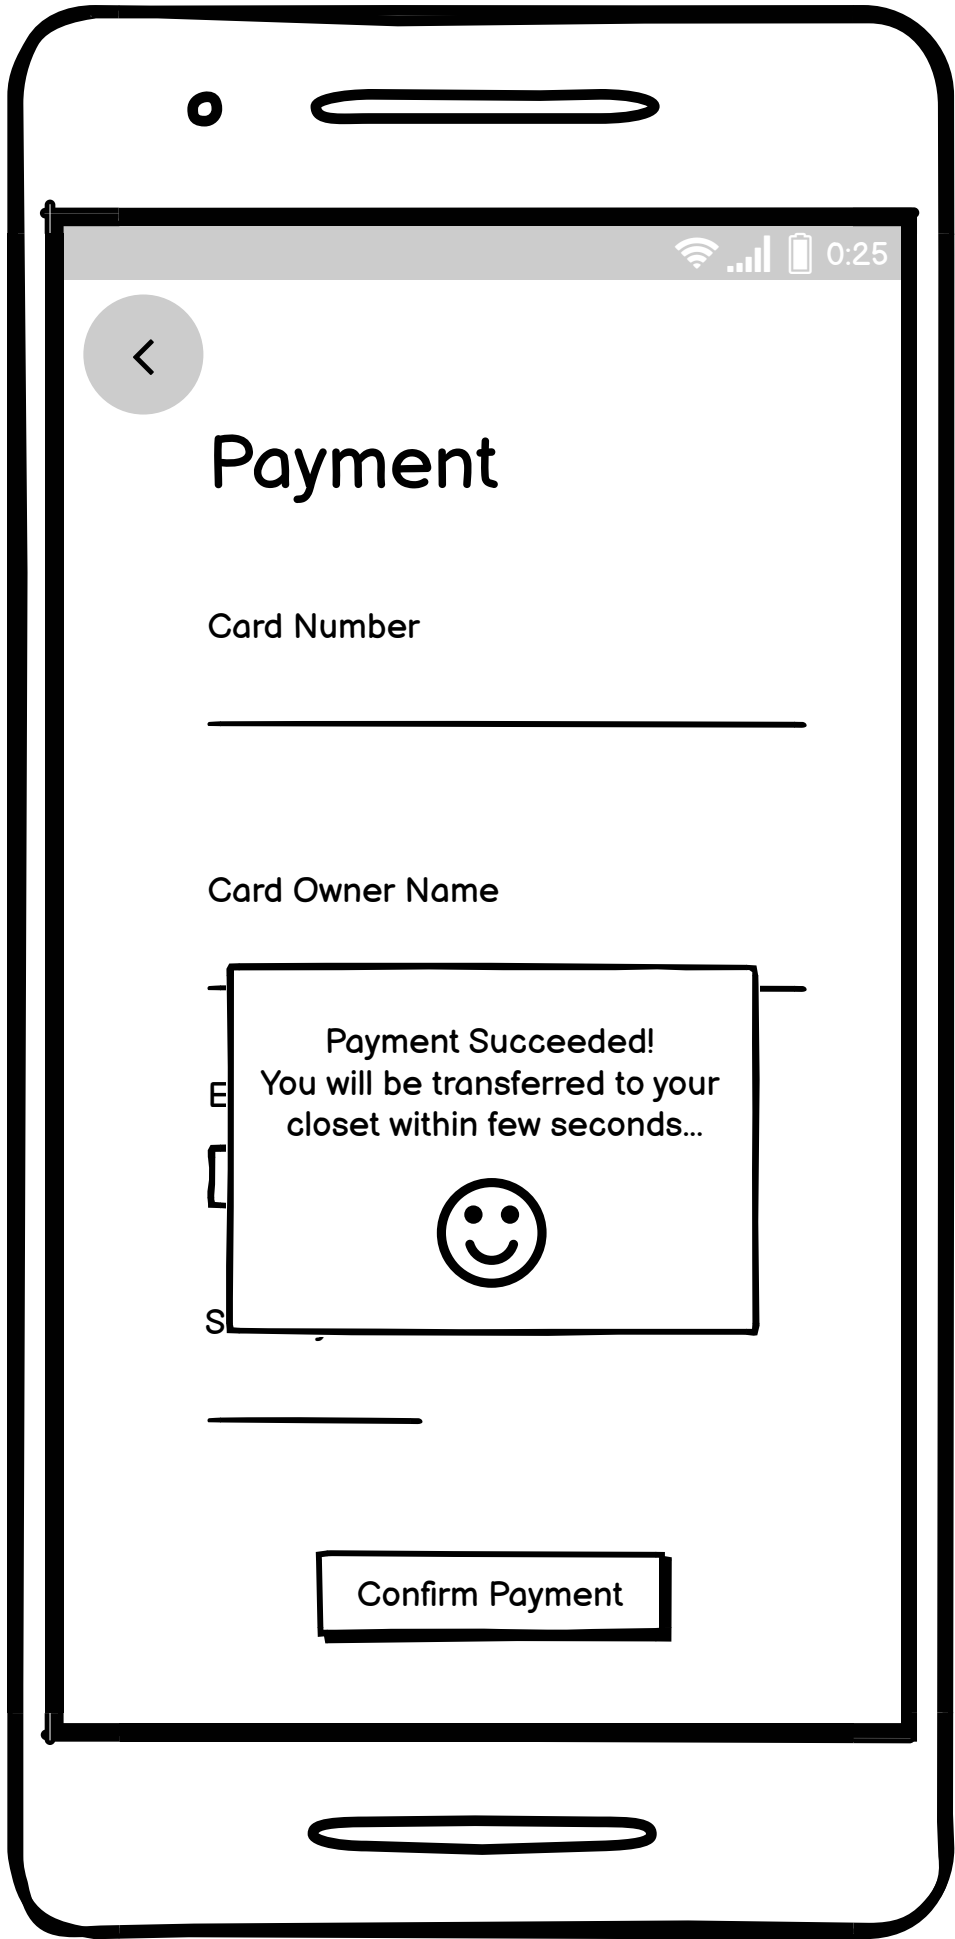 0:25
Payment
Card Number
Card Owner Name
Payment Succeeded!
You will be transferred to your
closet within few seconds...
Confirm Payment